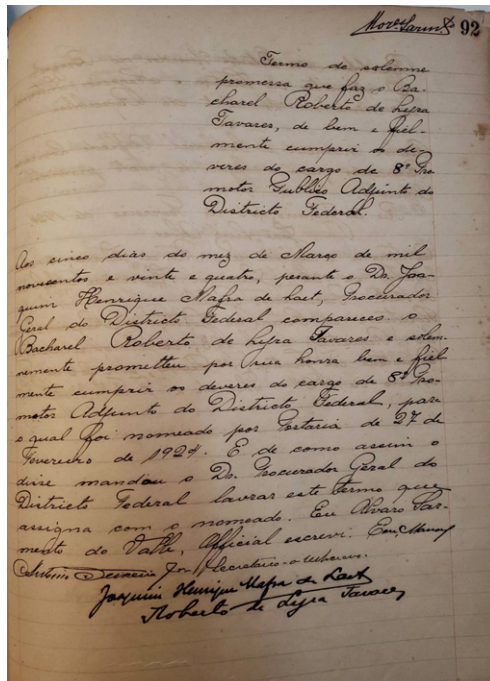 92
Termo de solemne
promessa que faz o Ba-
charel Roberto de Lyra
Tavares, de bem e fiel-
mente cumprir os de-
veres do cargo de 8º Pro
motor Publico Adjunto do
Districto Federal.
Aos cinco dias do mez de Março de mil
novecentos e vinte e quatro, perante o Dr. Joa-
quim Henrique Mafra de Laet, Procurador
Geral do Districto Federal compareceu o
Bacharel Roberto de Lyra Tavares e solem-
nemente prometteu por sua honra bem e fiel
mente cumprir os deveres do cargo de 8º Pro-
motor Adjunto do Districto Federal, para
o qual foi nomeado por Portaria de 27 de
Fevereiro de 1924. E de como assim o
disse mandou o Dr. Procurador Geral do
Districto Federal lavrar este termo que
assigna com o nomeado. Eu Alvaro Sar-
mento do Valle, Official escrevi. Eu,
Secretario o
Joaquim Henrique Mafra de Laet
Roberto de Lyra Tavares